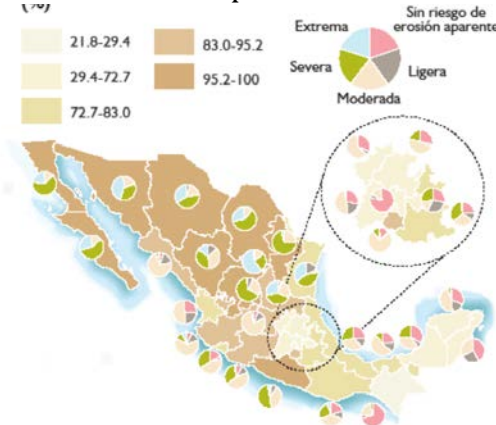 (%)
21.8-29.4
29.4-72.7
72.7-83.0
83.0-95.2
95.2-100
Sin riesgo de
erosión aparente
Extrema
Severa
Ligera
Moderada